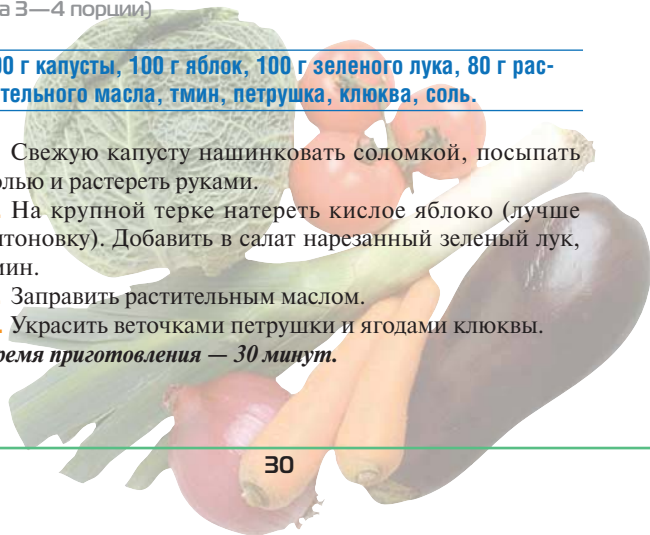 а 3—4 порции)
00 г капусты, 100 г яблок, 100 г зеленого лука, 80 г рас-
тельного масла, тмин, петрушка, клюква, соль.
Свежую капусту нашинковать соломкой, посыпать
олью и растереть руками.
. На крупной терке натереть кислое яблоко (лучше
нтоновку). Добавить в салат нарезанный зеленый лук,
мин.
Заправить растительным маслом.
. Украсить веточками петрушки и ягодами клюквы.
ремя приготовления — 30 минут.
30